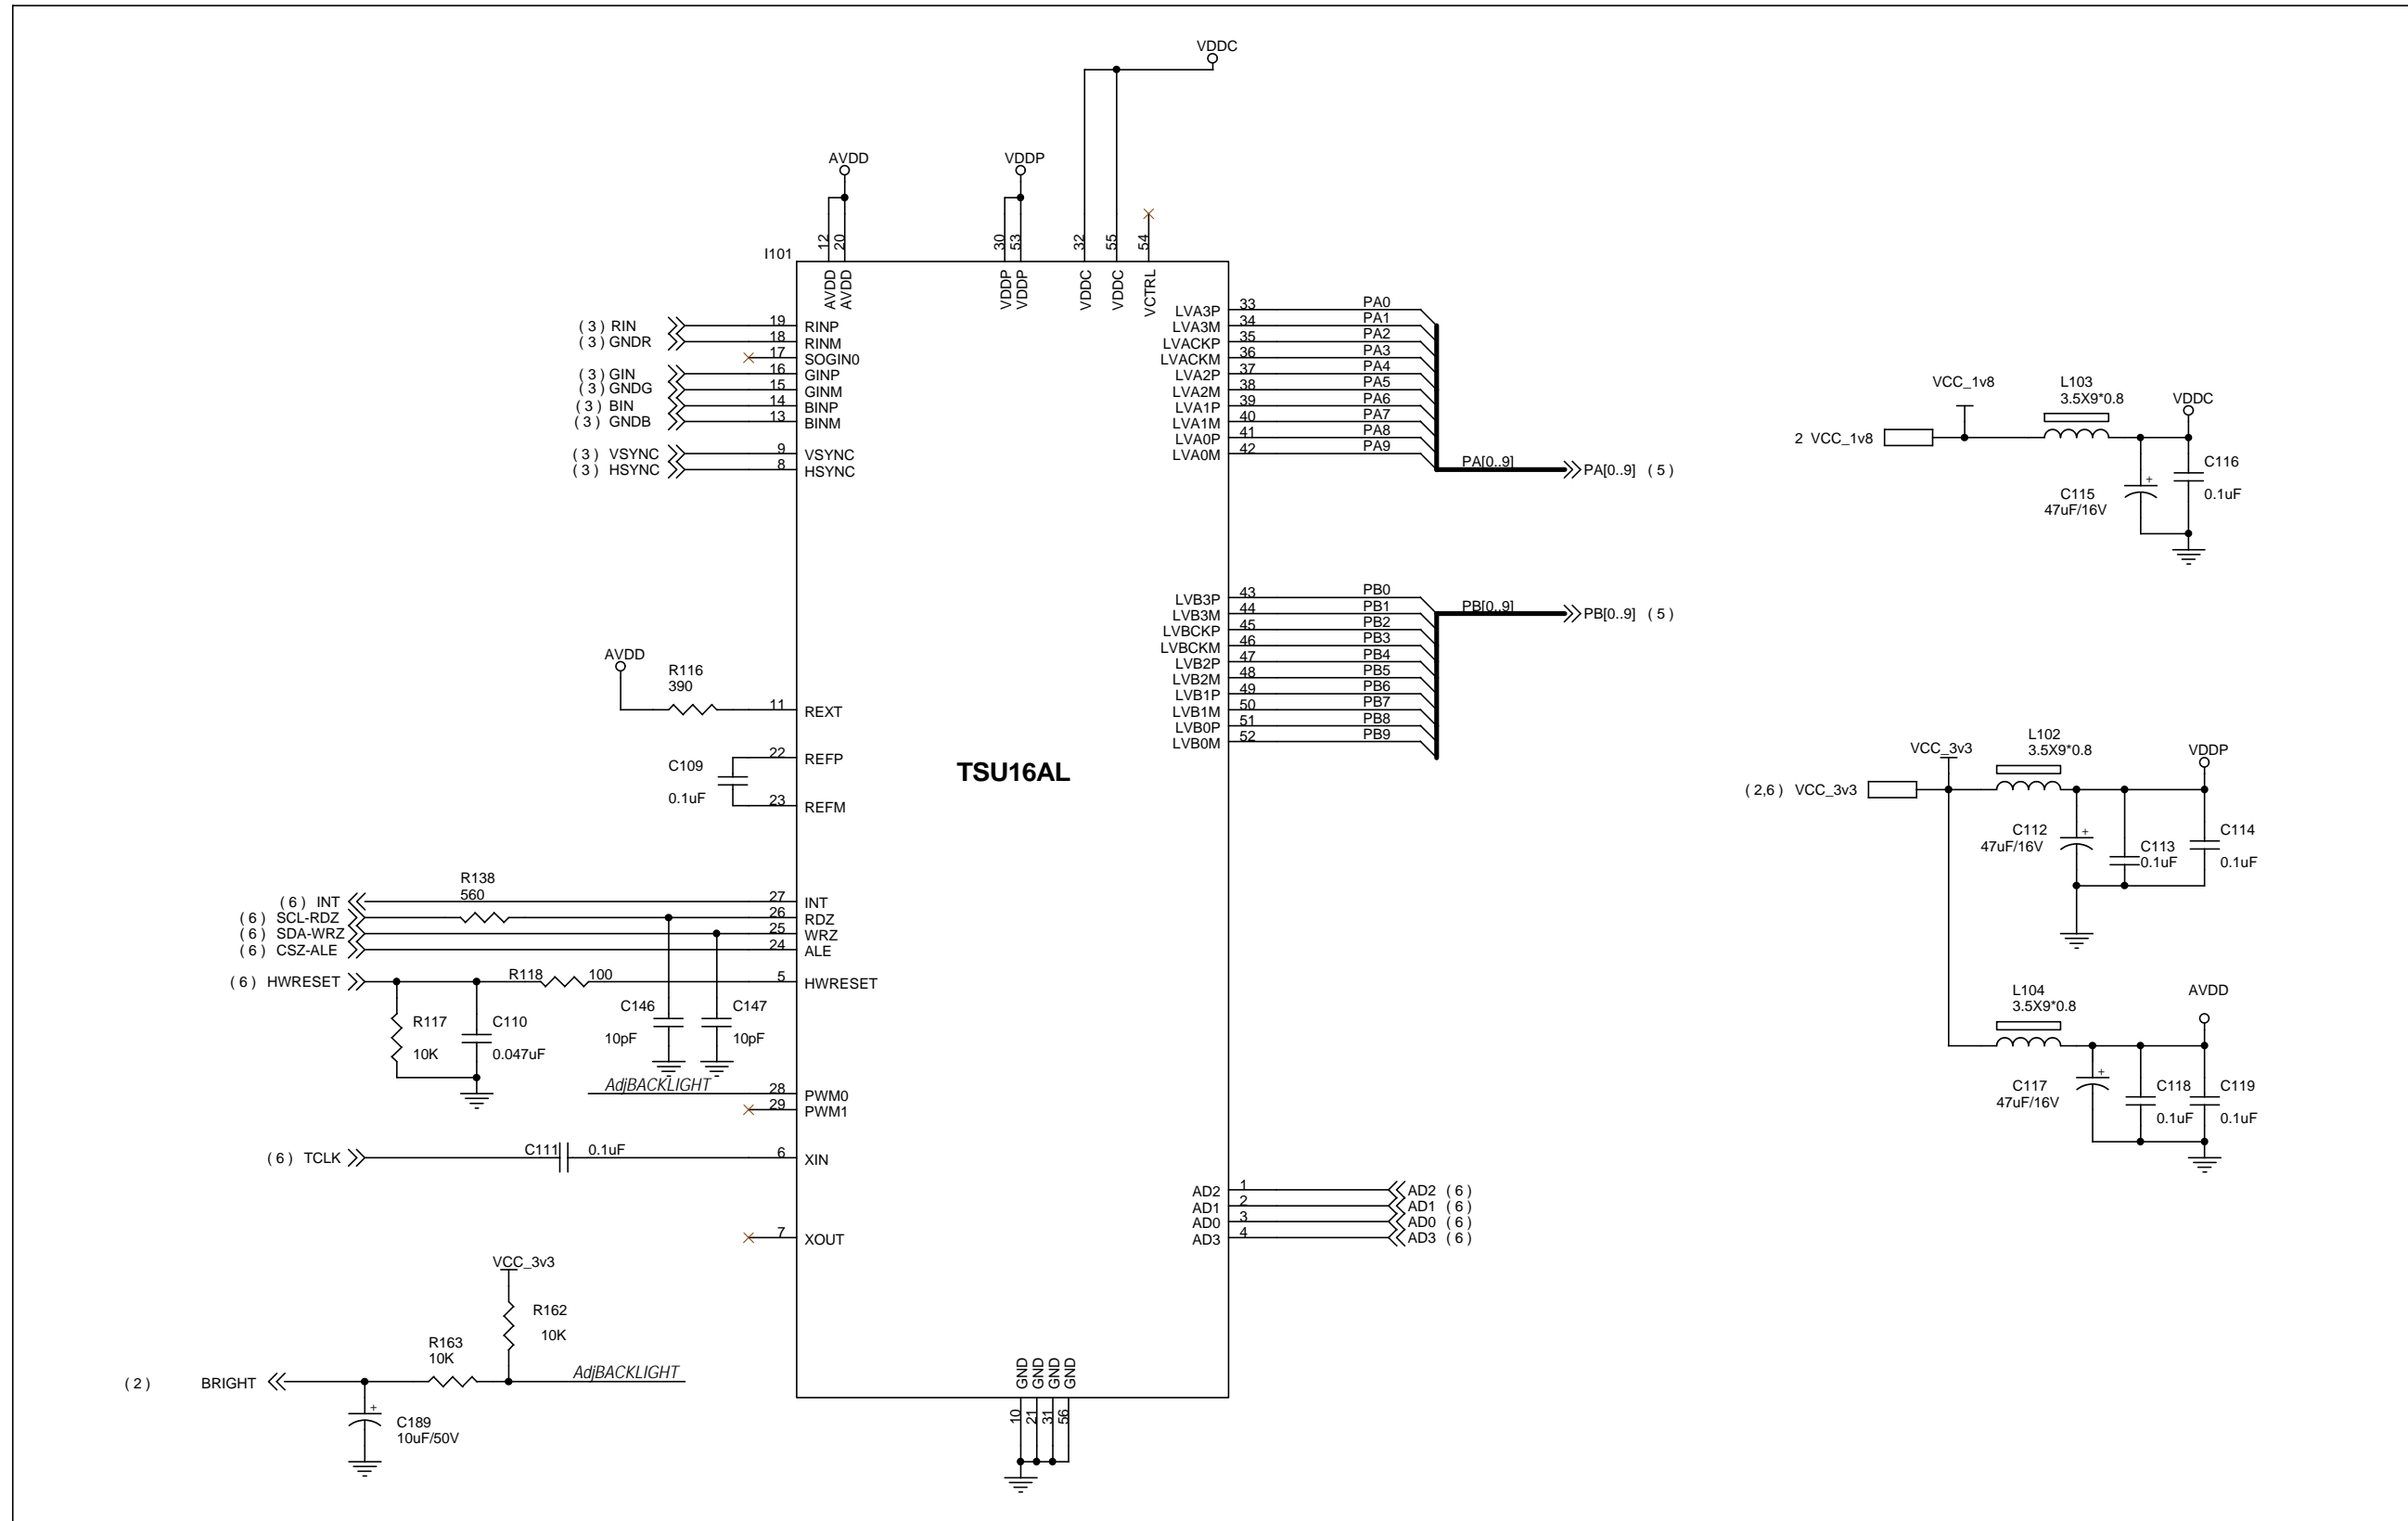 VDDC
AVDD
VDDP
12
20
30
53
32
55
54
I101
AVDD
AVDD
VDDP
VDDP
VDDC
VDDC
VCTRL
( 3 ) RIN 19 RINP
( 3 ) GNDR 18 RINM
17 SOGIN0
( 3 ) GIN 16 GINP
( 3 ) GNDG 15 GINM
( 3 ) BIN 14 BINP
( 3 ) GNDB 13 BINM
( 3 ) VSYNC 9 VSYNC
( 3 ) HSYNC 8 HSYNC
LVA3P 33 PA0
LVA3M 34 PA1
LVACKP 35 PA2
LVACKM 36 PA3
LVA2P 37 PA4
LVA2M 38 PA5
LVA1P 39 PA6
LVA1M 40 PA7
LVA0P 41 PA8
LVA0M 42 PA9
PA[0..9] PA[0..9] ( 5 )
VCC_1v8
L103
3.5X9*0.8
VDDC
2 VCC_1v8
C116
0.1uF
C115
47uF/16V
+
LVB3P 43 PB0
LVB3M 44 PB1
LVBCKP 45 PB2
LVBCKM 46 PB3
LVB2P 47 PB4
LVB2M 48 PB5
LVB1P 49 PB6
LVB1M 50 PB7
LVB0P 51 PB8
LVB0M 52 PB9
PB[0..9] PB[0..9] ( 5 )
AVDD
R116
390
11 REXT
22 REFP
C109
0.1uF
23 REFM
TSU16AL
VCC_3v3
L102
3.5X9*0.8
VDDP
( 2,6 ) VCC_3v3
C112
47uF/16V
+
C113
0.1uF
C114
0.1uF
R138
560
( 6 ) INT 27 INT
( 6 ) SCL-RDZ 26 RDZ
( 6 ) SDA-WRZ 25 WRZ
( 6 ) CSZ-ALE 24 ALE
( 6 ) HWRESET R118 100 5 HWRESET
R117
10K
C110
0.047uF
C146
10pF
C147
10pF
L104
3.5X9*0.8
AVDD
C117
47uF/16V
+
C118
0.1uF
C119
0.1uF
AdjBACKLIGHT 28 PWM0
29 PWM1
( 6 ) TCLK C111 0.1uF 6 XIN
7 XOUT
AD2 1 AD2 ( 6 )
AD1 2 AD1 ( 6 )
AD0 3 AD0 ( 6 )
AD3 4 AD3 ( 6 )
VCC_3v3
R162
10K
R163
10K
( 2 ) BRIGHT AdjBACKLIGHT
+
C189
10uF/50V
GND
GND
GND
GND
10
21
31
56